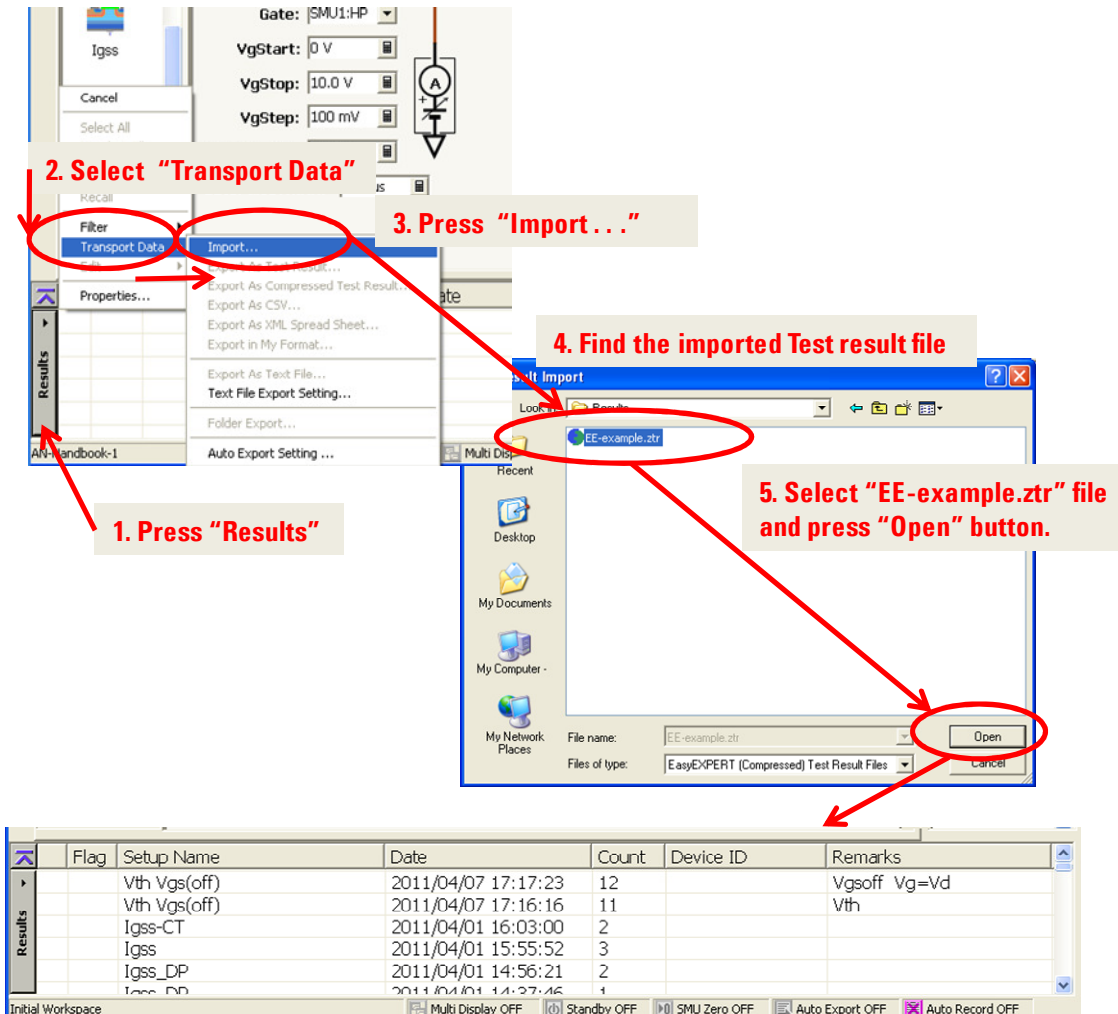 Gate: SMU1:HP
Igss
VgStart: 0 V
VgStop: 10.0 V
A
+
VgStep: 100 mV
Cancel
Select All
2. Select “Transport Data”
Recall
Filter
Transport Data
Edit
Properties...
3. Press “Import . . .”
Import...
Export As Test Result...
Export As Compressed Test Result...
Export As CSV...
Export As XML Spread Sheet...
Export in My Format...
Export As Text File...
Text File Export Setting...
Folder Export...
Auto Export Setting ...
Results
AN-Handbook-1
Multi Disp
1. Press “Results”
4. Find the imported Test result file
Result Import
Look in: Results
EE-example.ztr
Recent
Desktop
My Documents
My Computer -
My Network Places
5. Select “EE-example.ztr” file
and press “Open” button.
File name: EE-example.ztr
Open
Files of type: EasyEXPERT (Compressed) Test Result Files
Cancel
Flag Setup Name Date Count Device ID Remarks
Vth Vgs(off) 2011/04/07 17:17:23 12 Vgsoff Vg=Vd
Vth Vgs(off) 2011/04/07 17:16:16 11 Vth
Igss-CT 2011/04/01 16:03:00 2
Igss 2011/04/01 15:55:52 3
Igss_DP 2011/04/01 14:56:21 2
Igss_DP 2011/04/01 14:37:46 1
Results
Initial Workspace
Multi Display OFF Standby OFF SMU Zero OFF Auto Export OFF Auto Record OFF